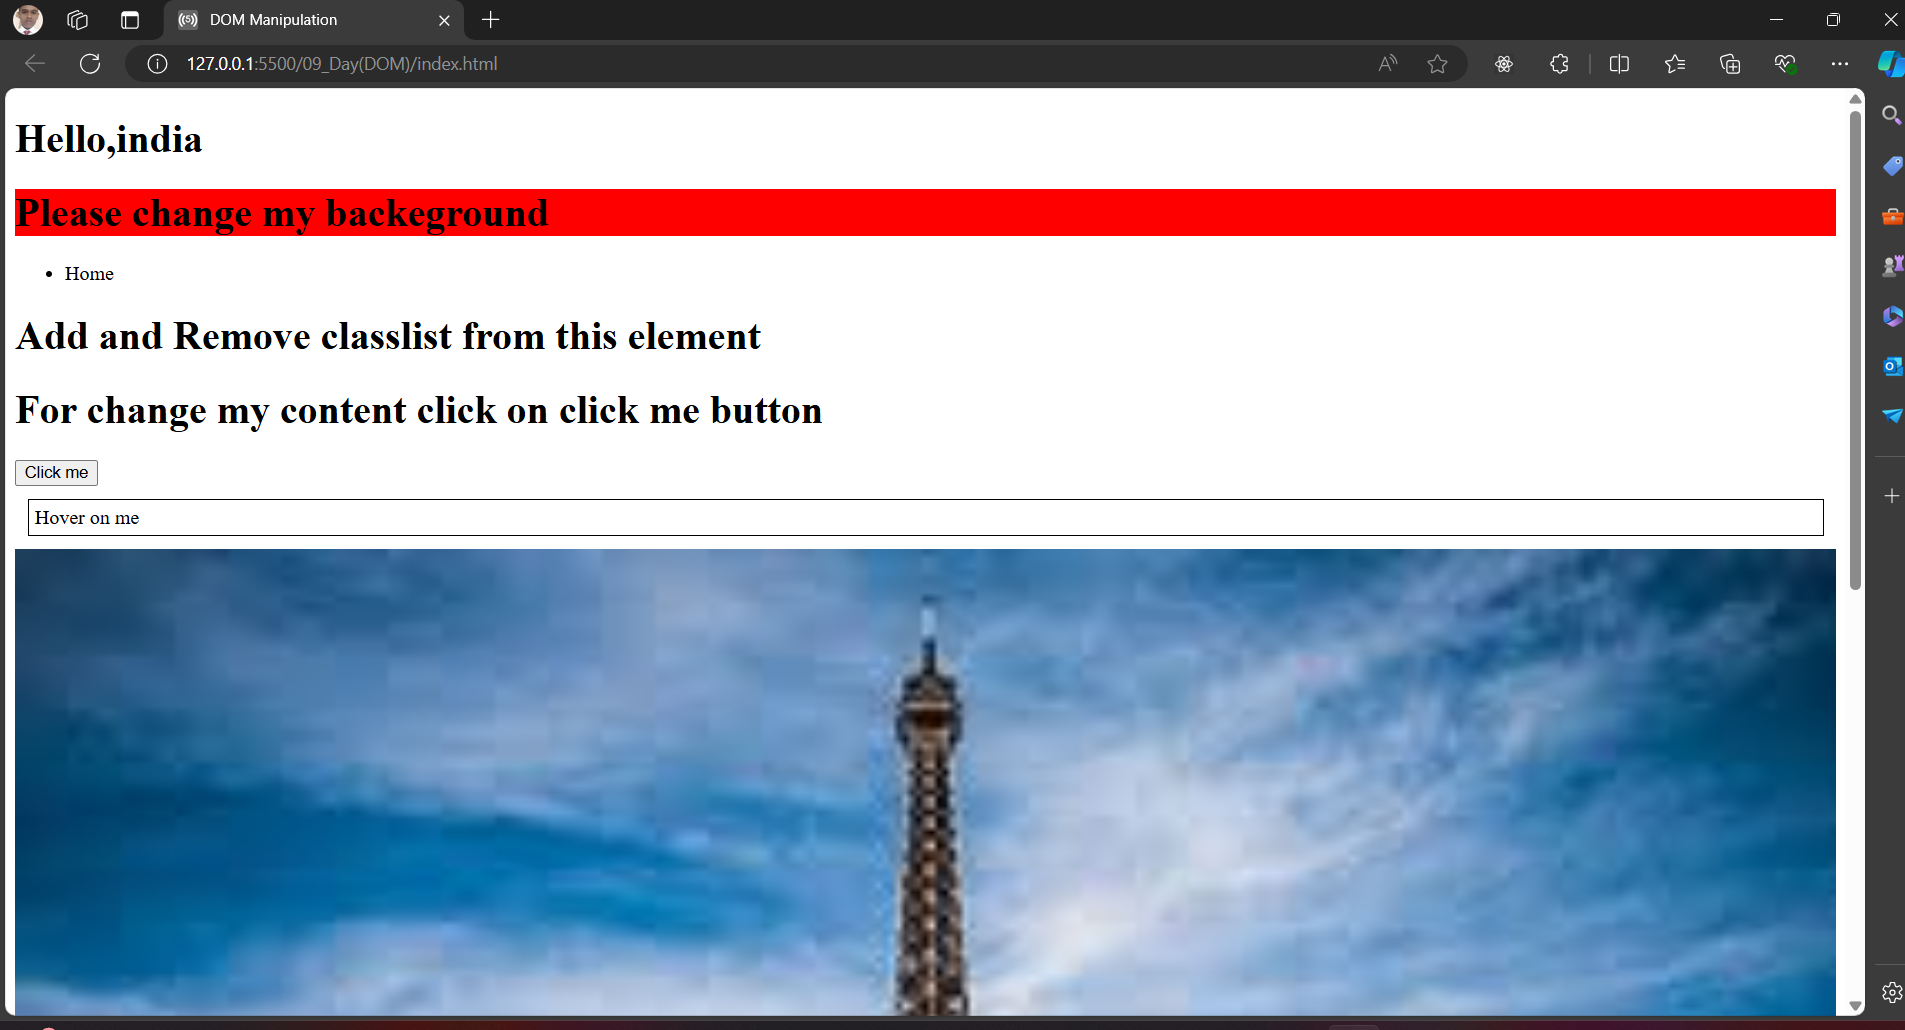 DOM Manipulation
127.0.0.1:5500/09_Day(DOM)/index.html
Hello,india
Please change my backeground
Home
Add and Remove classlist from this element
For change my content click on click me button
Click me
Hover on me